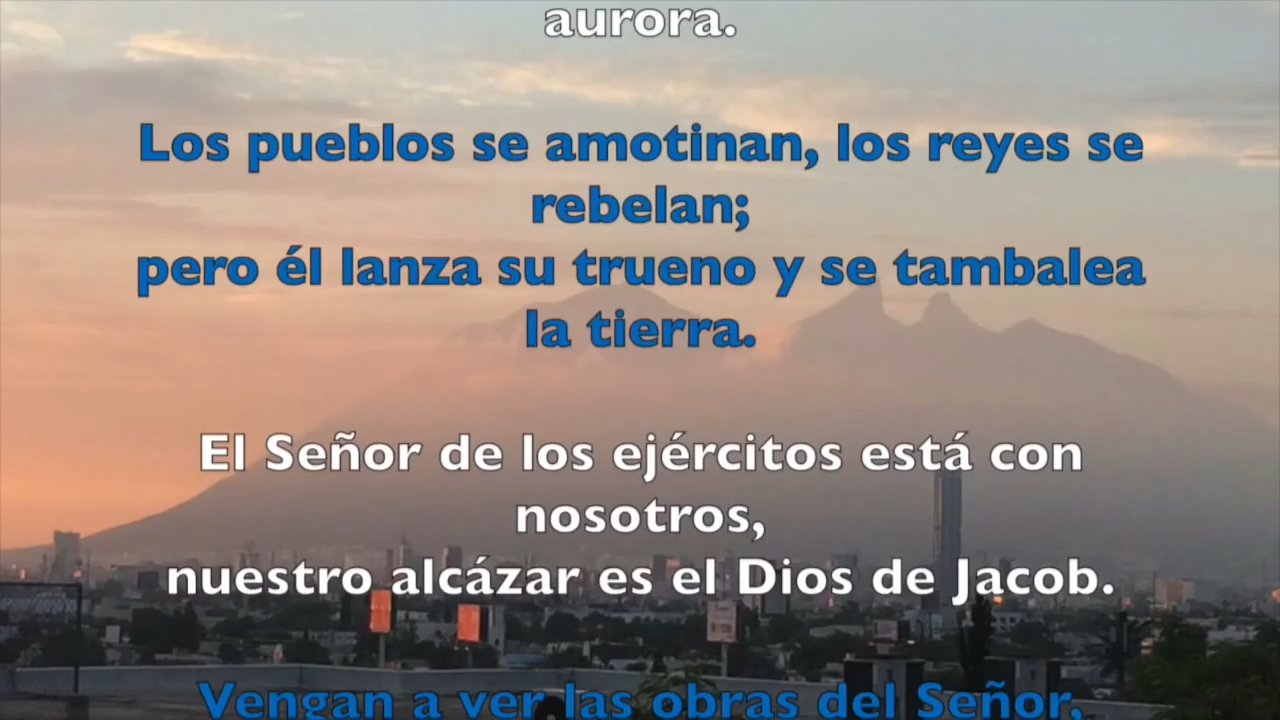 aurora.
Los pueblos se amotinan, los reyes se
rebelan;
pero él lanza su trueno y se tambalea
la tierra.
El Señor de los ejércitos está con
nosotros,
nuestro alcázar es el Dios de Jacob.
Vengan a ver las obras del Señor,